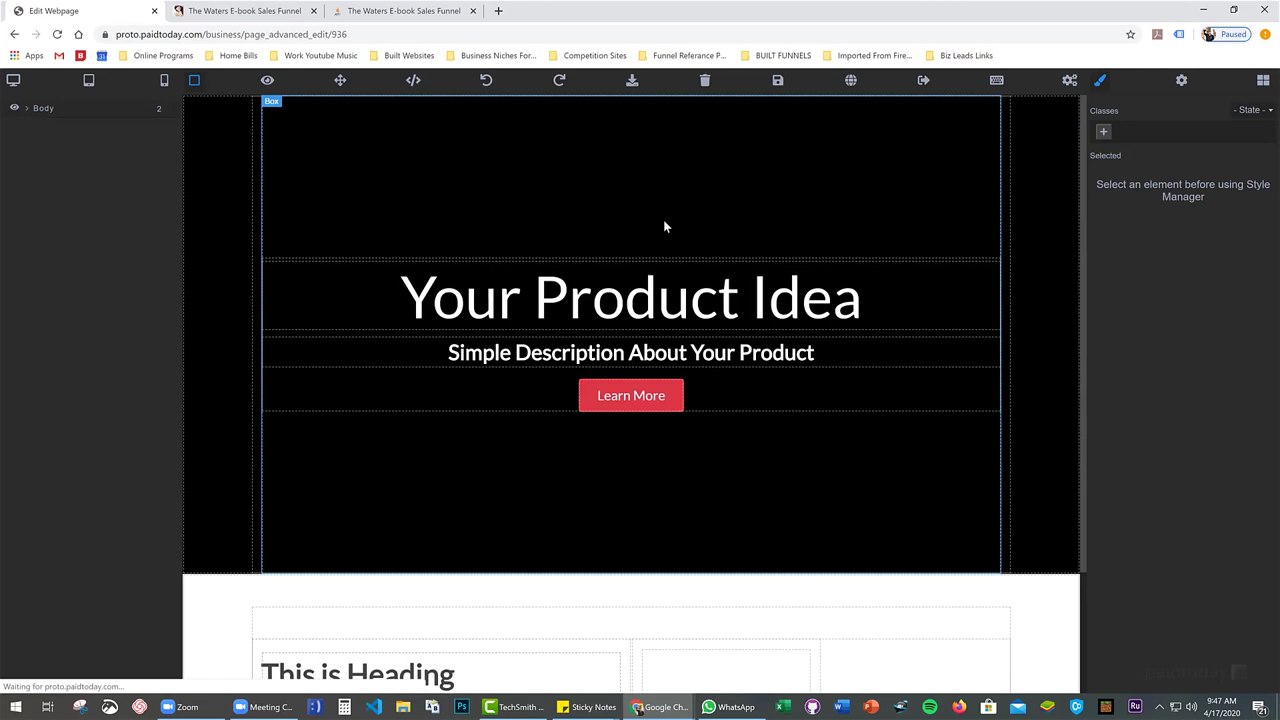 Edit Webpage
The Waters E-book Sales Funnel
The Waters E-book Sales Funnel
proto.paidtoday.com/business/page_advanced_edit/936
Paused
Apps
Online Programs
Home Bills
Work Youtube Music
Built Websites
Business Niches For...
Competition Sites
Funnel Referance P...
BUILT FUNNELS
Imported From Fire...
Biz Leads Links
Body
2
Box
Classes
- State -
Selected
Select an element before using Style
Manager
Your Product Idea
Simple Description About Your Product
Learn More
This is Heading
Waiting for proto.paidtoday.com...
Zoom
Meeting C...
TechSmith ...
Sticky Notes
Google Ch...
WhatsApp
9:47 AM
4/17/2020